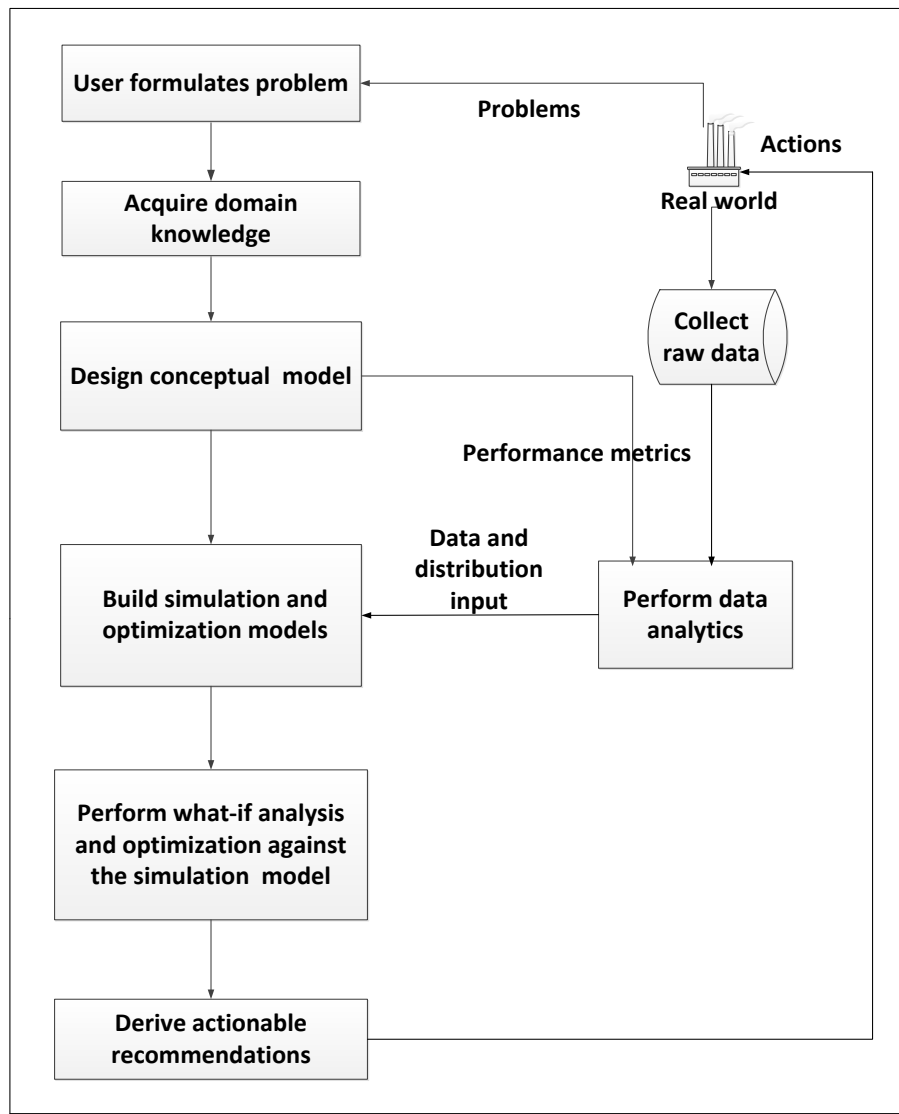 User formulates problem
Problems
Actions
Real world
Acquire domain
knowledge
Collect
raw data
Design conceptual  model
Performance metrics
Data and
distribution
input
Build simulation and
optimization models
Perform data
analytics
Perform what-if analysis
and optimization against
the simulation  model
Derive actionable
recommendations